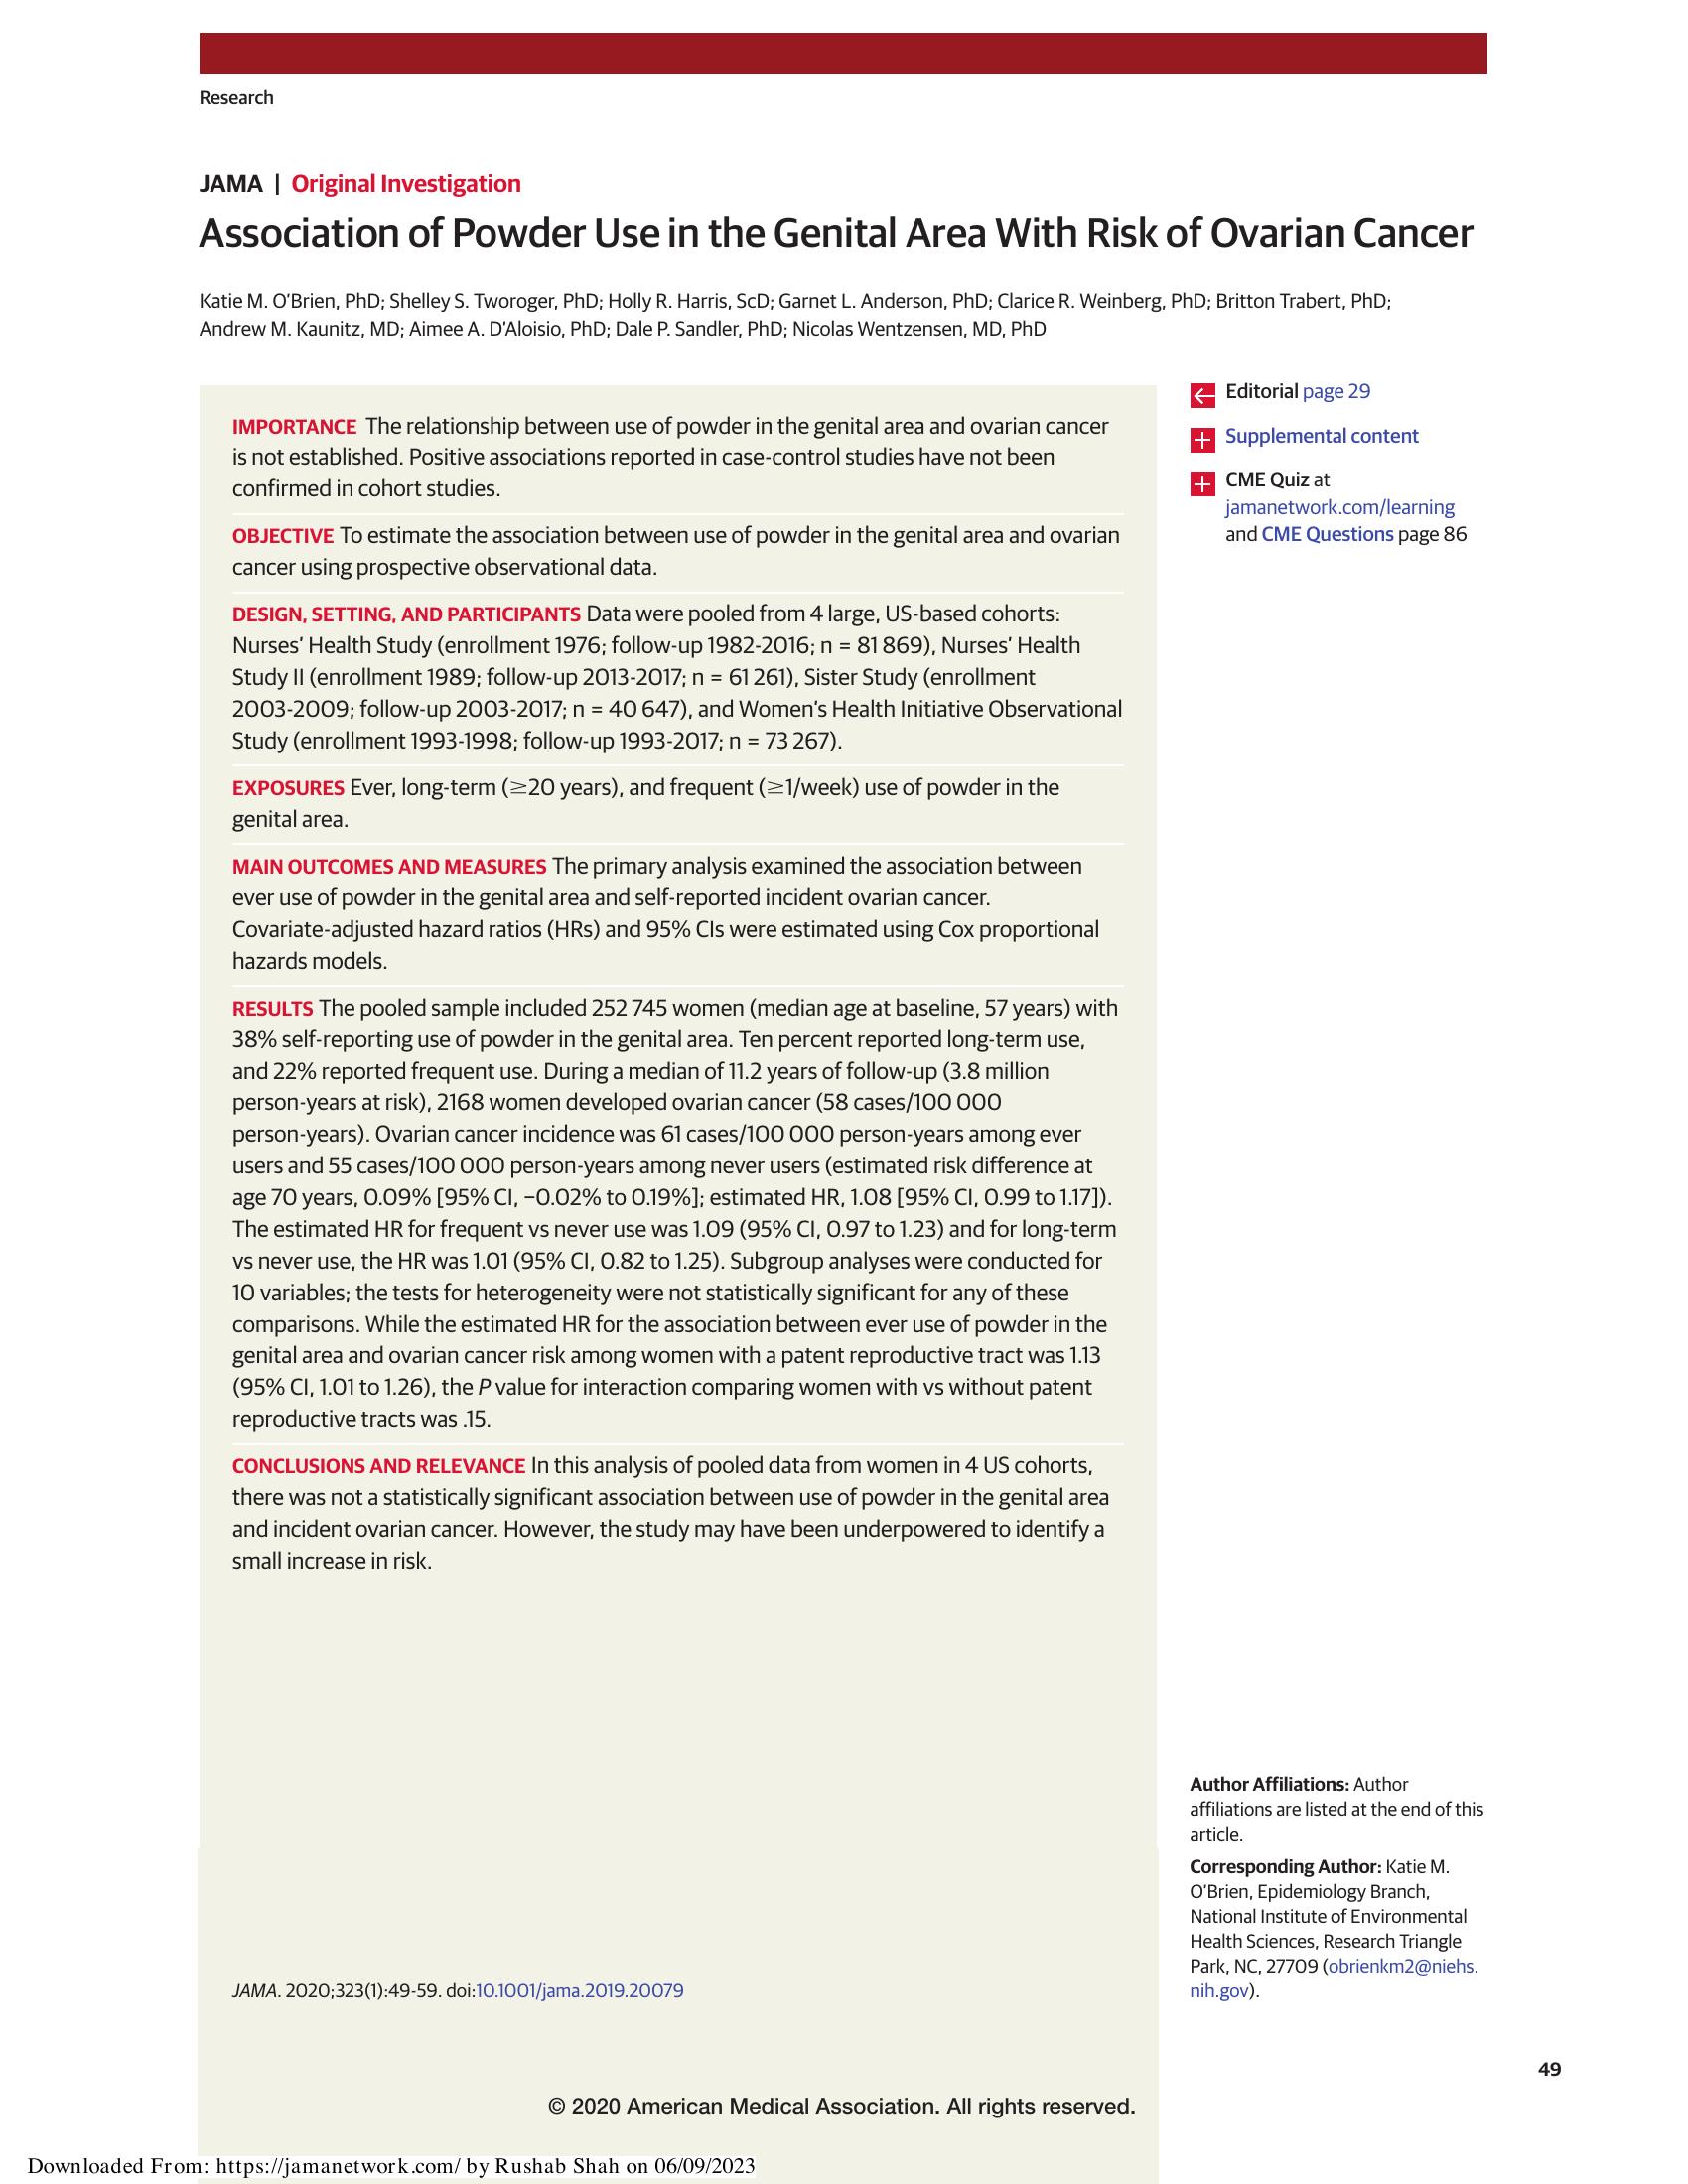 Research
JAMA | Original Investigation
Association of Powder Use in the Genital Area With Risk of Ovarian Cancer
Katie M. O'Brien, PhD; Shelley S. Tworoger, PhD; Holly R. Harris, ScD; Garnet L. Anderson, PhD; Clarice R. Weinberg, PhD; Britton Trabert, PhD;
Andrew M. Kaunitz, MD; Aimee A. D'Aloisio, PhD; Dale P. Sandler, PhD; Nicolas Wentzensen, MD, PhD
IMPORTANCE The relationship between use of powder in the genital area and ovarian cancer
is not established. Positive associations reported in case-control studies have not been
confirmed in cohort studies.
OBJECTIVE To estimate the association between use of powder in the genital area and ovarian
cancer using prospective observational data.
DESIGN, SETTING, AND PARTICIPANTS Data were pooled from 4 large, US-based cohorts:
Nurses' Health Study (enrollment 1976; follow-up 1982-2016; n = 81 869), Nurses' Health
Study II (enrollment 1989; follow-up 2013-2017; n = 61 261), Sister Study (enrollment
2003-2009; follow-up 2003-2017; n = 40 647), and Women's Health Initiative Observational
Study (enrollment 1993-1998; follow-up 1993-2017; n = 73 267).
EXPOSURES Ever, long-term (≥20 years), and frequent (≥1/week) use of powder in the
genital area.
MAIN OUTCOMES AND MEASURES The primary analysis examined the association between
ever use of powder in the genital area and self-reported incident ovarian cancer.
Covariate-adjusted hazard ratios (HRs) and 95% CIs were estimated using Cox proportional
hazards models.
RESULTS The pooled sample included 252 745 women (median age at baseline, 57 years) with
38% self-reporting use of powder in the genital area. Ten percent reported long-term use,
and 22% reported frequent use. During a median of 11.2 years of follow-up (3.8 million
person-years at risk), 2168 women developed ovarian cancer (58 cases/100 000
person-years). Ovarian cancer incidence was 61 cases/100 000 person-years among ever
users and 55 cases/100 000 person-years among never users (estimated risk difference at
age 70 years, 0.09% [95% CI, −0.02% to 0.19%]; estimated HR, 1.08 [95% CI, 0.99 to 1.17]).
The estimated HR for frequent vs never use was 1.09 (95% CI, 0.97 to 1.23) and for long-term
vs never use, the HR was 1.01 (95% CI, 0.82 to 1.25). Subgroup analyses were conducted for
10 variables; the tests for heterogeneity were not statistically significant for any of these
comparisons. While the estimated HR for the association between ever use of powder in the
genital area and ovarian cancer risk among women with a patent reproductive tract was 1.13
(95% CI, 1.01 to 1.26), the P value for interaction comparing women with vs without patent
reproductive tracts was .15.
CONCLUSIONS AND RELEVANCE In this analysis of pooled data from women in 4 US cohorts,
there was not a statistically significant association between use of powder in the genital area
and incident ovarian cancer. However, the study may have been underpowered to identify a
small increase in risk.
JAMA. 2020;323(1):49-59. doi:10.1001/jama.2019.20079
Editorial page 29
Supplemental content
CME Quiz at
jamanetwork.com/learning
and CME Questions page 86
Author Affiliations: Author
affiliations are listed at the end of this
article.
Corresponding Author: Katie M.
O'Brien, Epidemiology Branch,
National Institute of Environmental
Health Sciences, Research Triangle
Park, NC, 27709 (obrienkm2@niehs.
nih.gov).
49
© 2020 American Medical Association. All rights reserved.
Downloaded From: https://jamanetwork.com/ by Rushab Shah on 06/09/2023